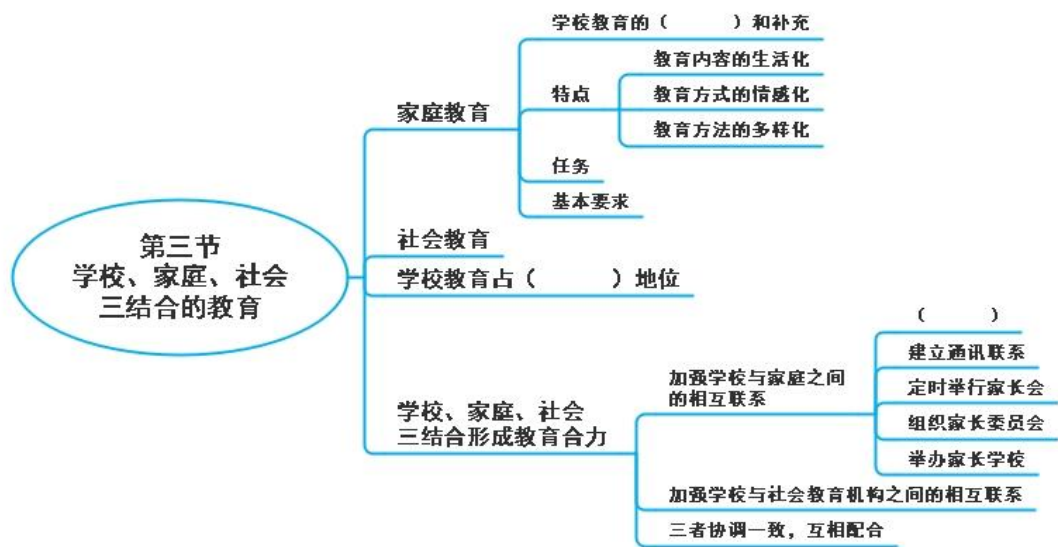 第三节
学校、家庭、社会
三结合的教育
家庭教育
学校教育的（　　　）和补充
特点
教育内容的生活化
教育方式的情感化
教育方法的多样化
任务
基本要求
社会教育
学校教育占（　　　）地位
学校、家庭、社会
三结合形成教育合力
加强学校与家庭之间
的相互联系
（　　　）
建立通讯联系
定时举行家长会
组织家长委员会
举办家长学校
加强学校与社会教育机构之间的相互联系
三者协调一致，互相配合